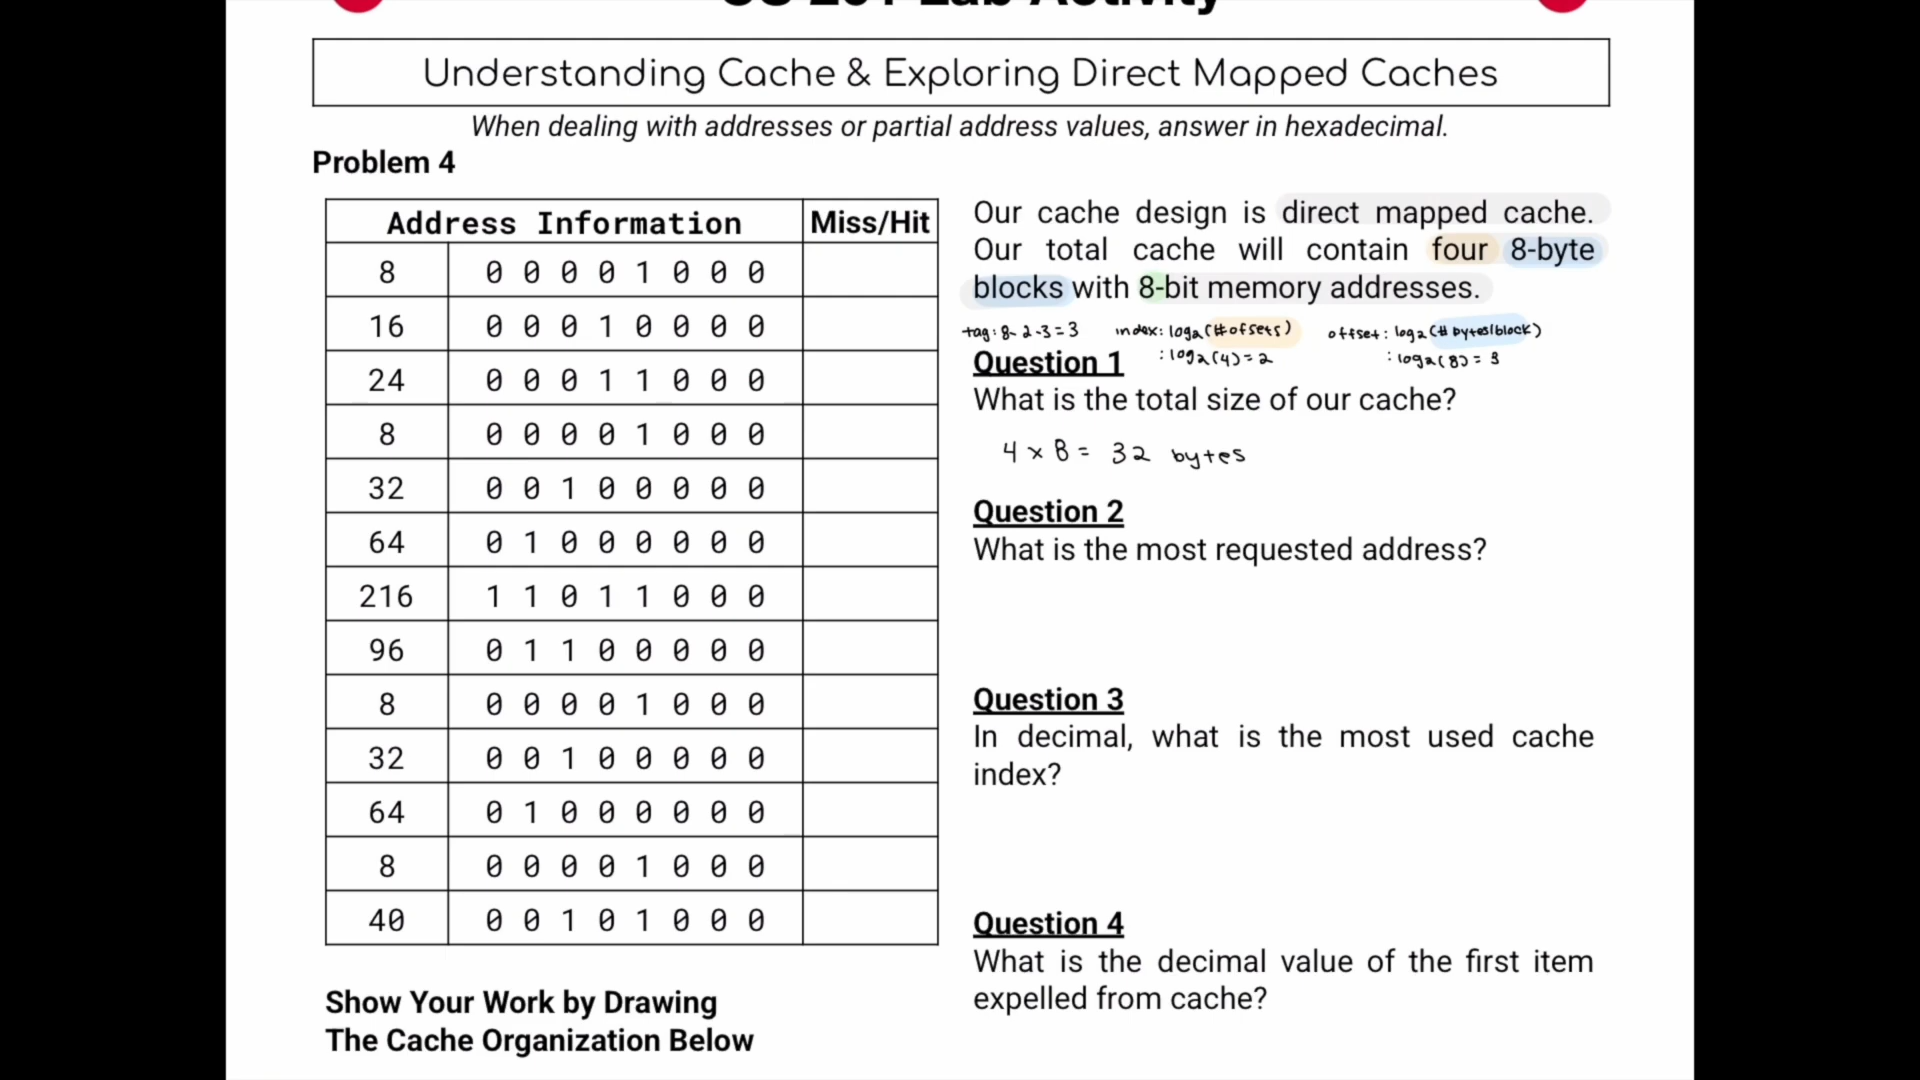 Understanding Cache & Exploring Direct Mapped Caches
When dealing with addresses or partial address values, answer in hexadecimal.
Problem 4
Address Information Miss/Hit
8 0 0 0 0 1 0 0 0
16 0 0 0 1 0 0 0 0
24 0 0 0 1 1 0 0 0
8 0 0 0 0 1 0 0 0
32 0 0 1 0 0 0 0 0
64 0 1 0 0 0 0 0 0
216 1 1 0 1 1 0 0 0
96 0 1 1 0 0 0 0 0
8 0 0 0 0 1 0 0 0
32 0 0 1 0 0 0 0 0
64 0 1 0 0 0 0 0 0
8 0 0 0 0 1 0 0 0
40 0 0 1 0 1 0 0 0
Show Your Work by Drawing
The Cache Organization Below
Our cache design is direct mapped cache.
Our total cache will contain four 8-byte
blocks with 8-bit memory addresses.
tag: 8-2-3=3 index: log2(# of sets) offset: log2(# bytes/block)
: log2(4)=2 : log2(8)=3
Question 1
What is the total size of our cache?
4 x 8 = 32 bytes
Question 2
What is the most requested address?
Question 3
In decimal, what is the most used cache
index?
Question 4
What is the decimal value of the first item
expelled from cache?